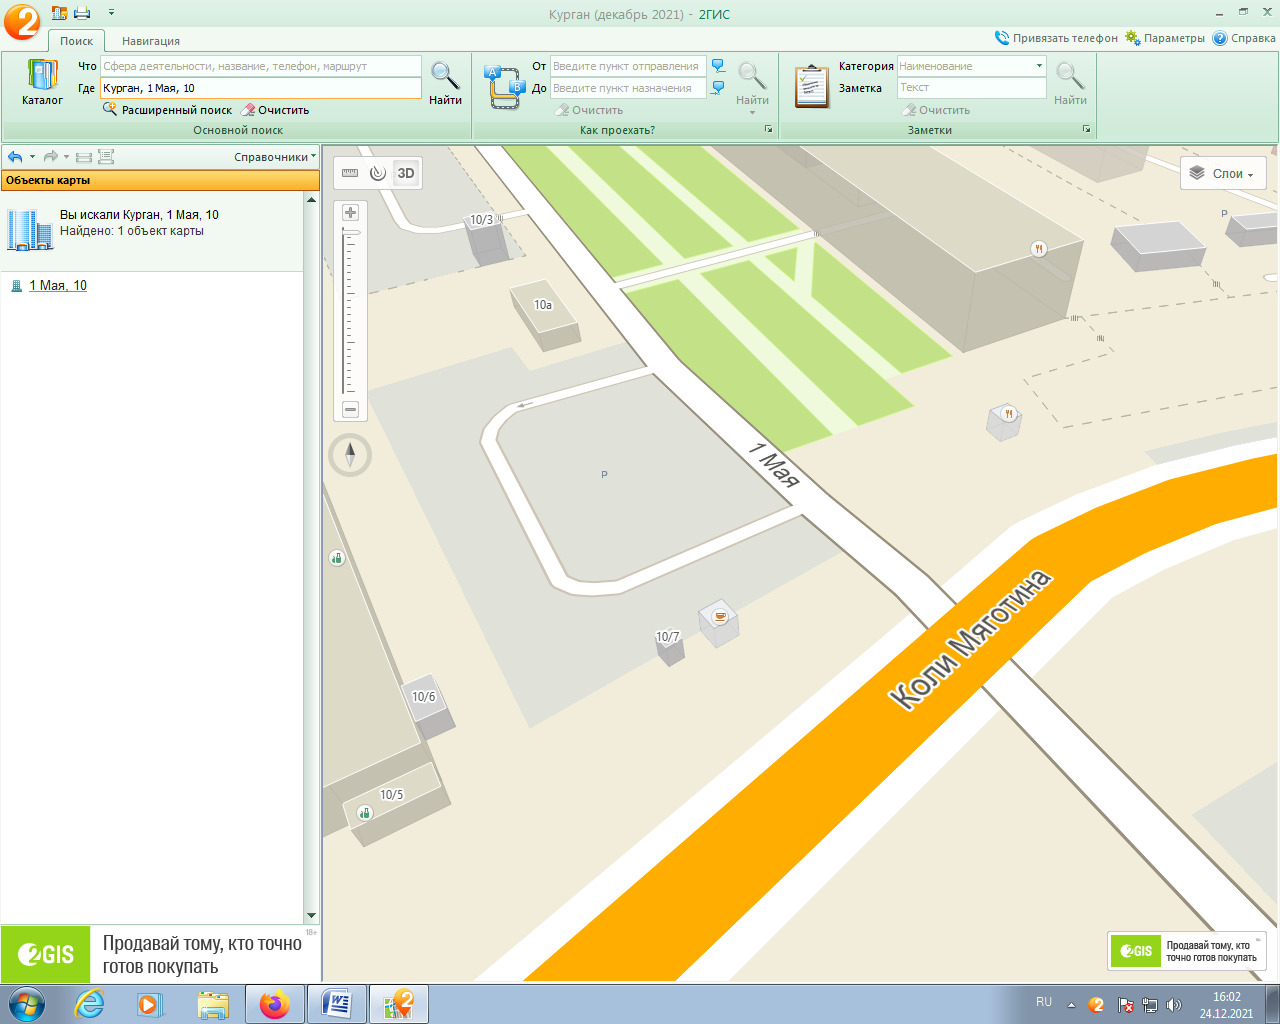 Курган (декабрь 2021) - 2ГИС
Поиск
Навигация
Привязать телефон
Параметры
Справка
Каталог
Что
Сфера деятельности, название, телефон, маршрут
Где
Курган, 1 Мая, 10
Расширенный поиск
Очистить
Найти
Основной поиск
От
Введите пункт отправления
До
Введите пункт назначения
Очистить
Найти
Как проехать?
Категория
Наименование
Заметка
Текст
Очистить
Найти
Заметки
Справочники
Объекты карты
Вы искали Курган, 1 Мая, 10
Найдено: 1 объект карты
1 Мая, 10
3D
Слои
10/3
10а
P
P
1 Мая
Коли Мяготина
10/7
10/6
10/5
2GIS
Продавай тому, кто точно
готов покупать
18+
2GIS
Продавай тому, кто
точно готов покупать
RU
16:02
24.12.2021